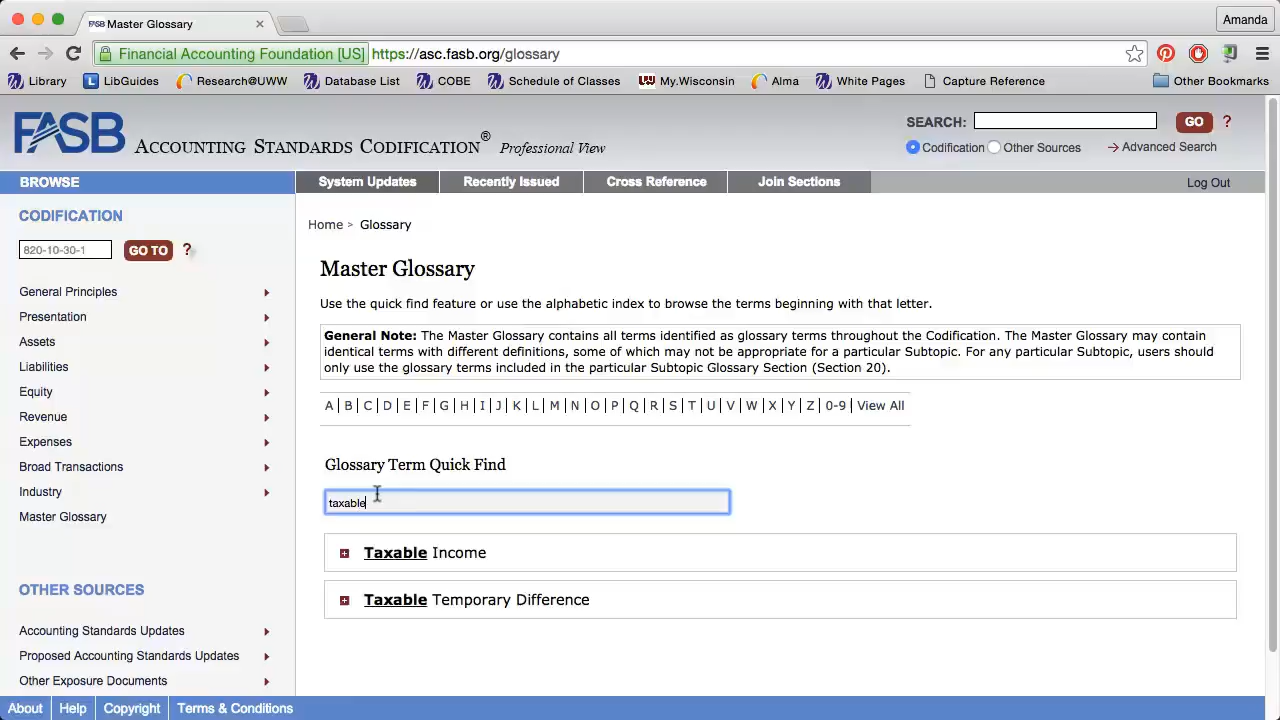 FASB Master Glossary
Amanda
Financial Accounting Foundation [US] https://asc.fasb.org/glossary
Library LibGuides Research@UWW Database List COBE Schedule of Classes My.Wisconsin Alma White Pages Capture Reference Other Bookmarks
FASB ACCOUNTING STANDARDS CODIFICATION® Professional View
SEARCH: GO ?
Codification Other Sources Advanced Search
BROWSE
System Updates Recently Issued Cross Reference Join Sections Log Out
CODIFICATION
820-10-30-1 GO TO ?
General Principles
Presentation
Assets
Liabilities
Equity
Revenue
Expenses
Broad Transactions
Industry
Master Glossary
OTHER SOURCES
Accounting Standards Updates
Proposed Accounting Standards Updates
Other Exposure Documents
Home > Glossary
Master Glossary
Use the quick find feature or use the alphabetic index to browse the terms beginning with that letter.
General Note: The Master Glossary contains all terms identified as glossary terms throughout the Codification. The Master Glossary may contain
identical terms with different definitions, some of which may not be appropriate for a particular Subtopic. For any particular Subtopic, users should
only use the glossary terms included in the particular Subtopic Glossary Section (Section 20).
A | B | C | D | E | F | G | H | I | J | K | L | M | N | O | P | Q | R | S | T | U | V | W | X | Y | Z | 0-9 | View All
Glossary Term Quick Find
taxable
Taxable Income
Taxable Temporary Difference
About Help Copyright Terms & Conditions